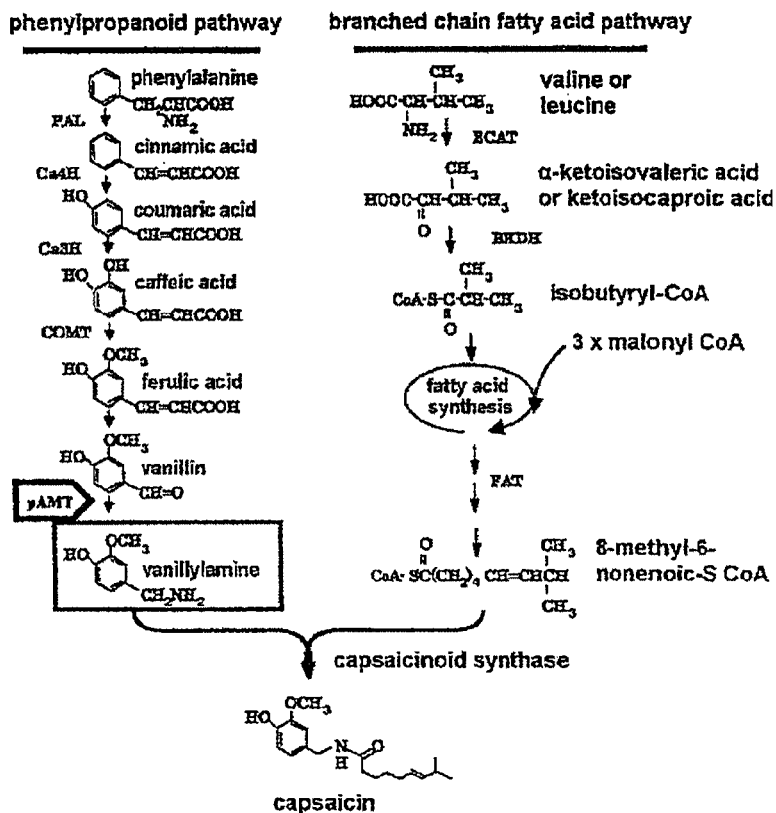 phenylpropanoid pathway
phenylalanine
CH₂CHCOOH
NH₂
PAL
cinnamic acid
CH=CHCOOH
Ca4H
HO
coumaric acid
CH=CHCOOH
Ca3H
OH
HO
caffeic acid
CH=CHCOOH
COMT
OCH₃
HO
ferulic acid
CH=CHCOOH
OCH₃
HO
vanillin
CH=O
pAMT
OCH₃
HO
vanillylamine
CH₂NH₂
branched chain fatty acid pathway
CH₃
HOOC-CH-CH-CH₃
NH₂
valine or
leucine
BCAT
CH₃
HOOC-CH-CH-CH₃
O
α-ketoisovaleric acid
or ketoisocaproic acid
BKDH
CH₃
CoA-S-C-CH-CH₃
O
isobutyryl-CoA
3 x malonyl CoA
fatty acid
synthesis
FAT
O
CoA-SC(CH₂)₄ CH=CHCH
CH₃
CH₃
8-methyl-6-
nonenoic-S CoA
capsaicinoid synthase
OCH₃
HO
N
H
O
capsaicin